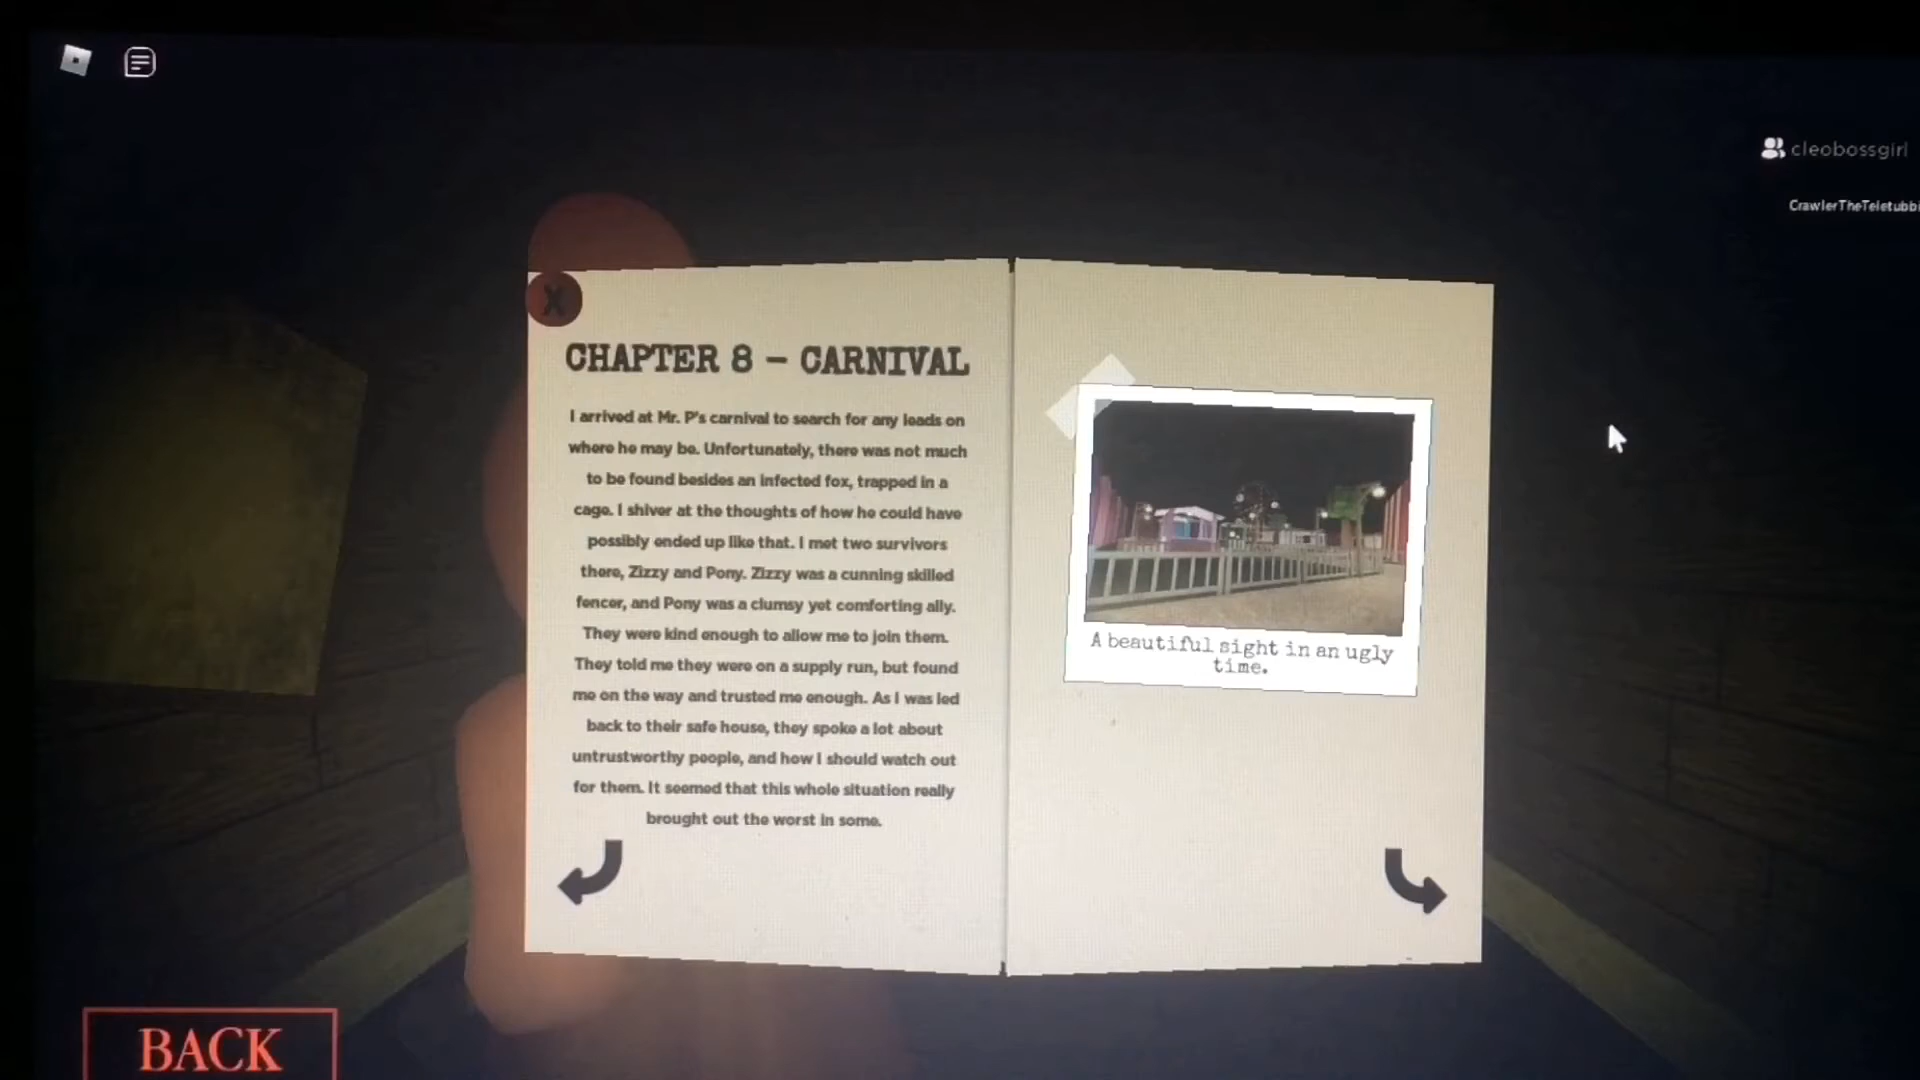 cleobossgirl
CrawlerTheTeletubbi
X
CHAPTER 8 - CARNIVAL
I arrived at Mr. P's carnival to search for any leads on
where he may be. Unfortunately, there was not much
to be found besides an infected fox, trapped in a
cage. I shiver at the thoughts of how he could have
possibly ended up like that. I met two survivors
there, Zizzy and Pony. Zizzy was a cunning skilled
fencer, and Pony was a clumsy yet comforting ally.
They were kind enough to allow me to join them.
They told me they were on a supply run, but found
me on the way and trusted me enough. As I was led
back to their safe house, they spoke a lot about
untrustworthy people, and how I should watch out
for them. It seemed that this whole situation really
brought out the worst in some.
A beautiful sight in an ugly
time.
BACK